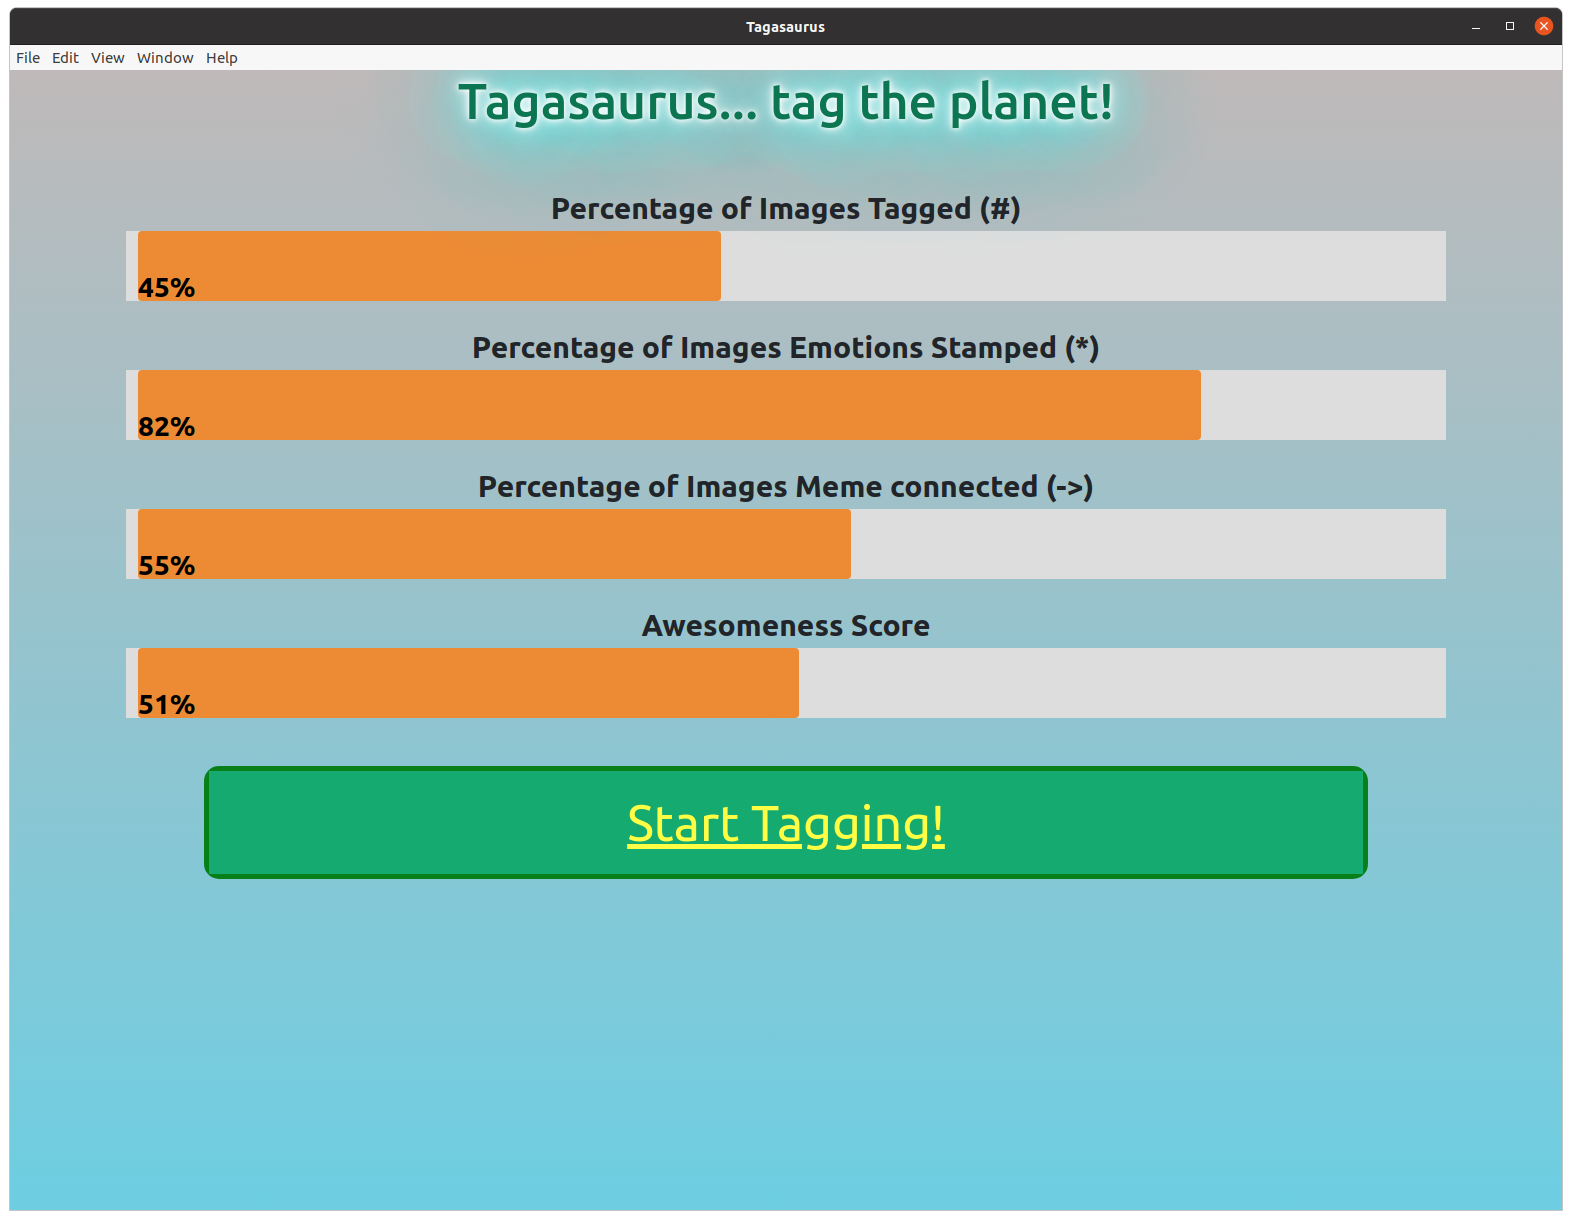 Tagasaurus
File Edit View Window Help
Tagasaurus... tag the planet!
Percentage of Images Tagged (#)
45%
Percentage of Images Emotions Stamped (*)
82%
Percentage of Images Meme connected (->)
55%
Awesomeness Score
51%
Start Tagging!